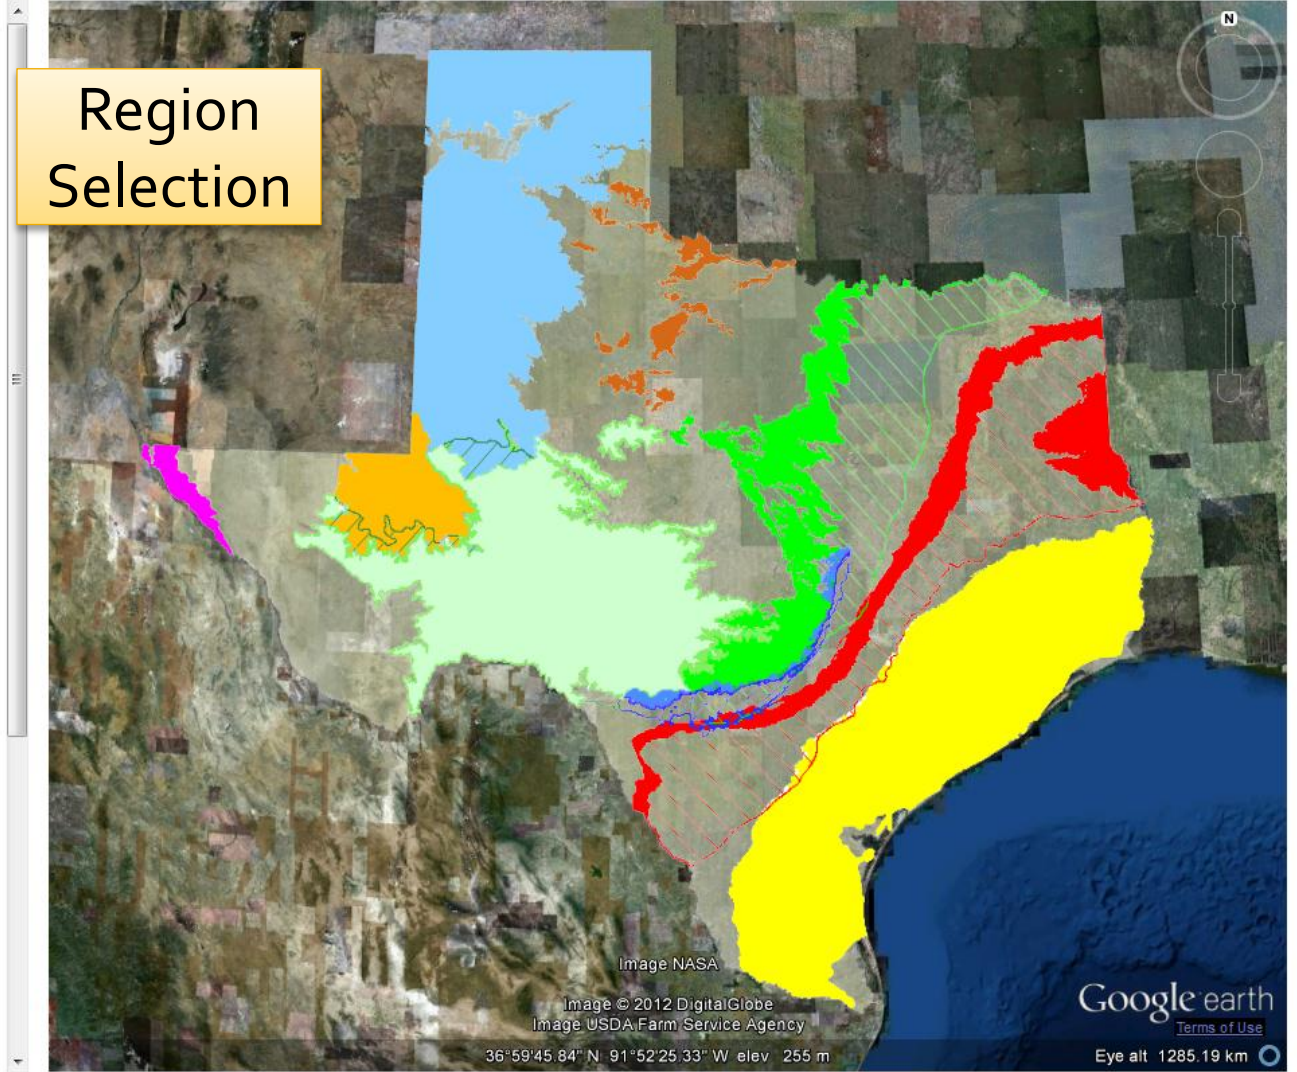 N
Region
Selection
Image NASA
Image © 2012 DigitalGlobe
Image USDA Farm Service Agency
Google earth
Terms of Use
36°59'45.84" N 91°52'25.33" W elev 255 m
Eye alt 1285.19 km